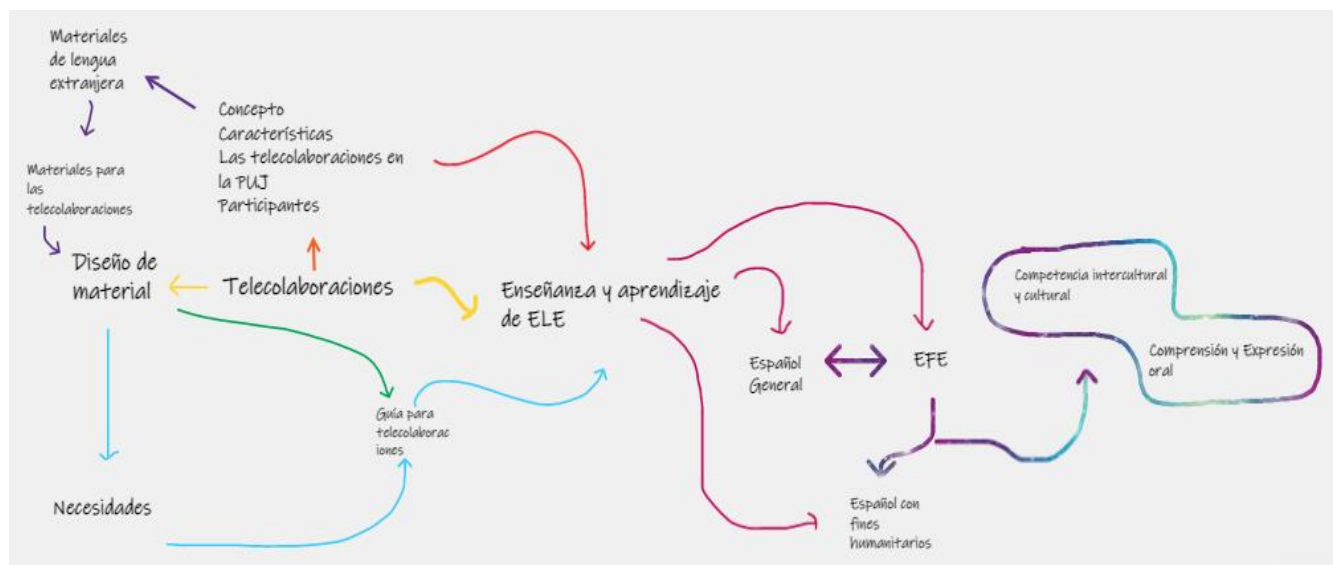 Materiales
de lengua
extranjera
Concepto
Características
Las telecolaboraciones en
la PUJ
Participantes
Materiales para
las
telecolaboraciones
Diseño de
material
Telecolaboraciones
Enseñanza y aprendizaje
de ELE
Competencia intercultural
y cultural
Comprensión y Expresión
oral
Español
General
EFE
Guía para
telecolaborac
iones
Necesidades
Español con
fines
humanitarios